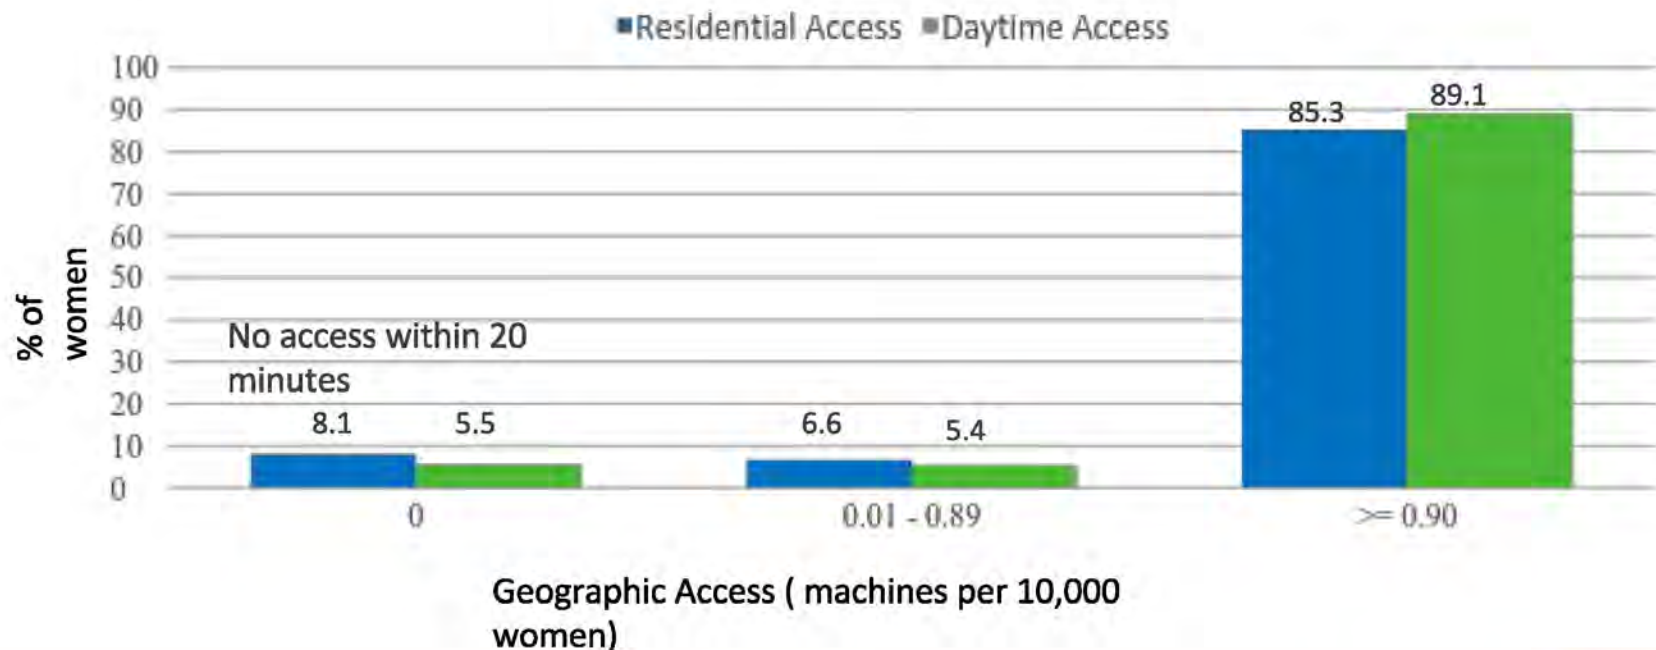 Residential Access Daytime Access
100
90
80
70
60
50
40
30
20
10
0
% of
women
No access within 20
minutes
8.1 5.5 6.6 5.4 85.3 89.1
0 0.01 - 0.89 >= 0.90
Geographic Access ( machines per 10,000
women)